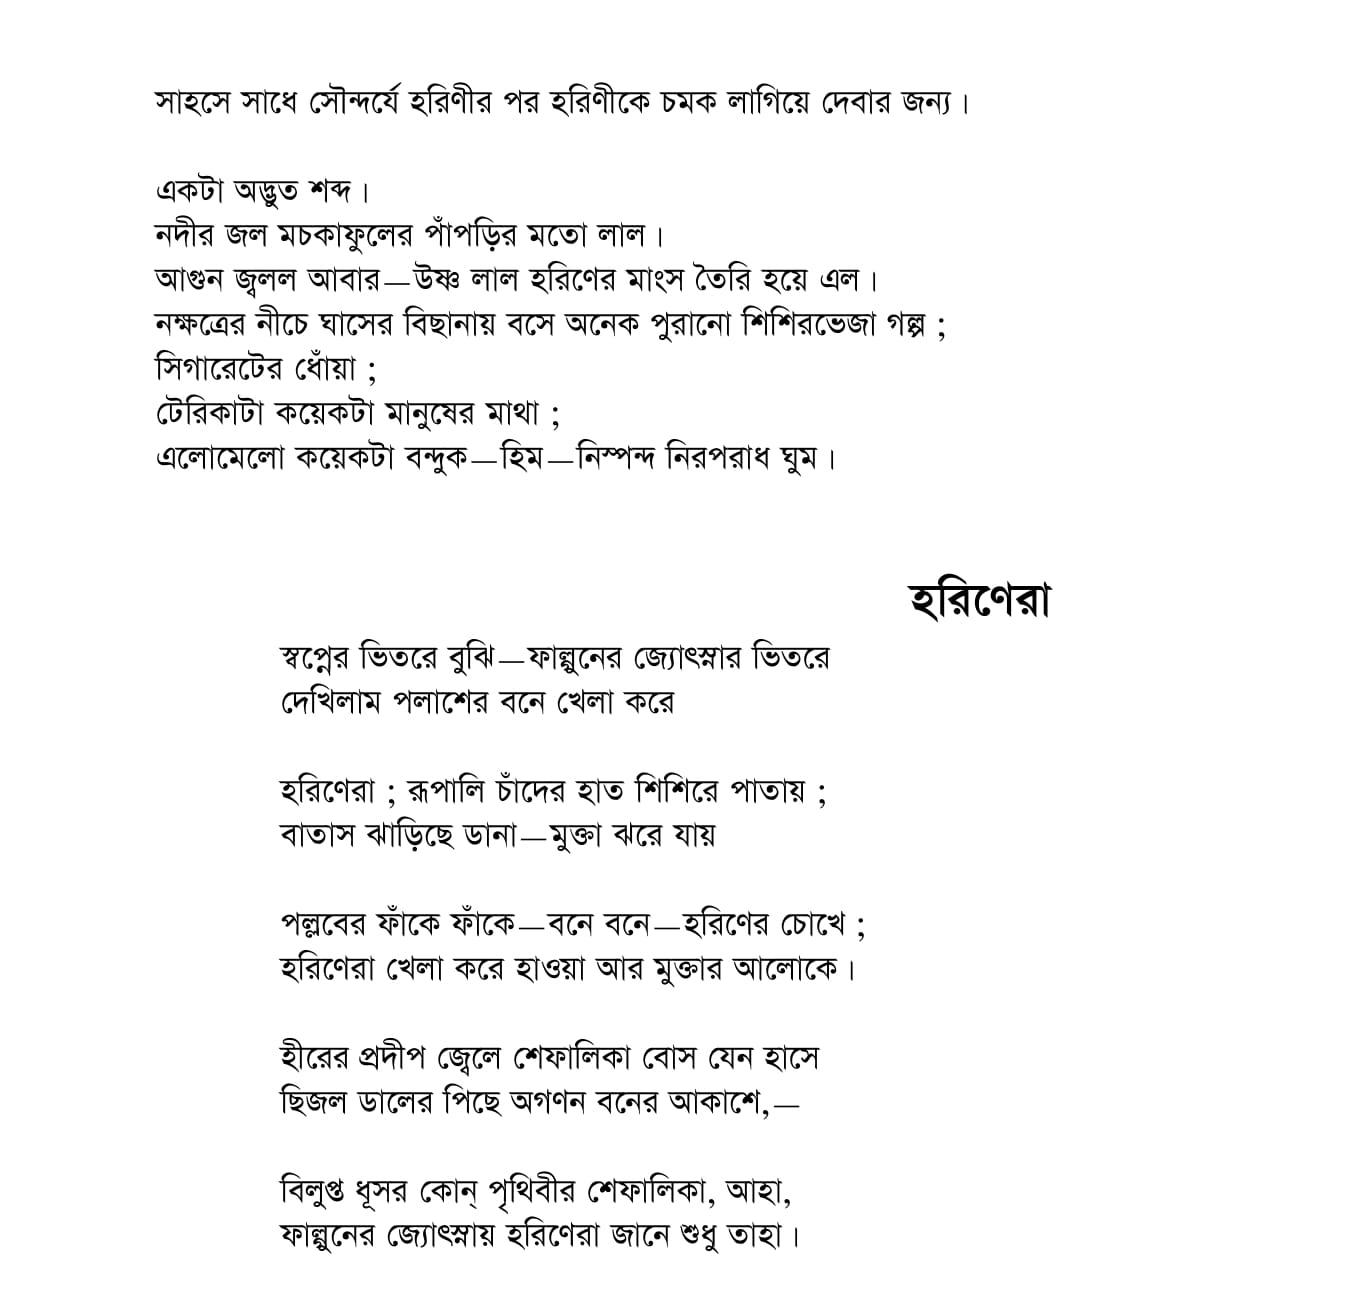 সাহসে সাধে সৌন্দর্যে হরিণীর পর হরিণীকে চমক লাগিয়ে দেবার জন্য।
একটা অদ্ভুত শব্দ।
নদীর জল মচকাফুলের পাঁপড়ির মতো লাল।
আগুন জ্বলল আবার—উষ্ণ লাল হরিণের মাংস তৈরি হয়ে এল।
নক্ষত্রের নীচে ঘাসের বিছানায় বসে অনেক পুরানো শিশিরভেজা গল্প ;
সিগারেটের ধোঁয়া ;
টেরিকাটা কয়েকটা মানুষের মাথা ;
এলোমেলো কয়েকটা বন্দুক—হিম—নিস্পন্দ নিরপরাধ ঘুম।
হরিণেরা
স্বপ্নের ভিতরে বুঝি—ফাল্গুনের জ্যোৎস্নার ভিতরে
দেখিলাম পলাশের বনে খেলা করে
হরিণেরা ; রূপালি চাঁদের হাত শিশিরে পাতায় ;
বাতাস ঝাড়িছে ডানা—মুক্তা ঝরে যায়
পল্লবের ফাঁকে ফাঁকে—বনে বনে—হরিণের চোখে ;
হরিণেরা খেলা করে হাওয়া আর মুক্তার আলোকে।
হীরের প্রদীপ জ্বেলে শেফালিকা বোস যেন হাসে
ছিজল ডালের পিছে অগণন বনের আকাশে,—
বিলুপ্ত ধূসর কোন্ পৃথিবীর শেফালিকা, আহা,
ফাল্গুনের জ্যোৎস্নায় হরিণেরা জানে শুধু তাহা।